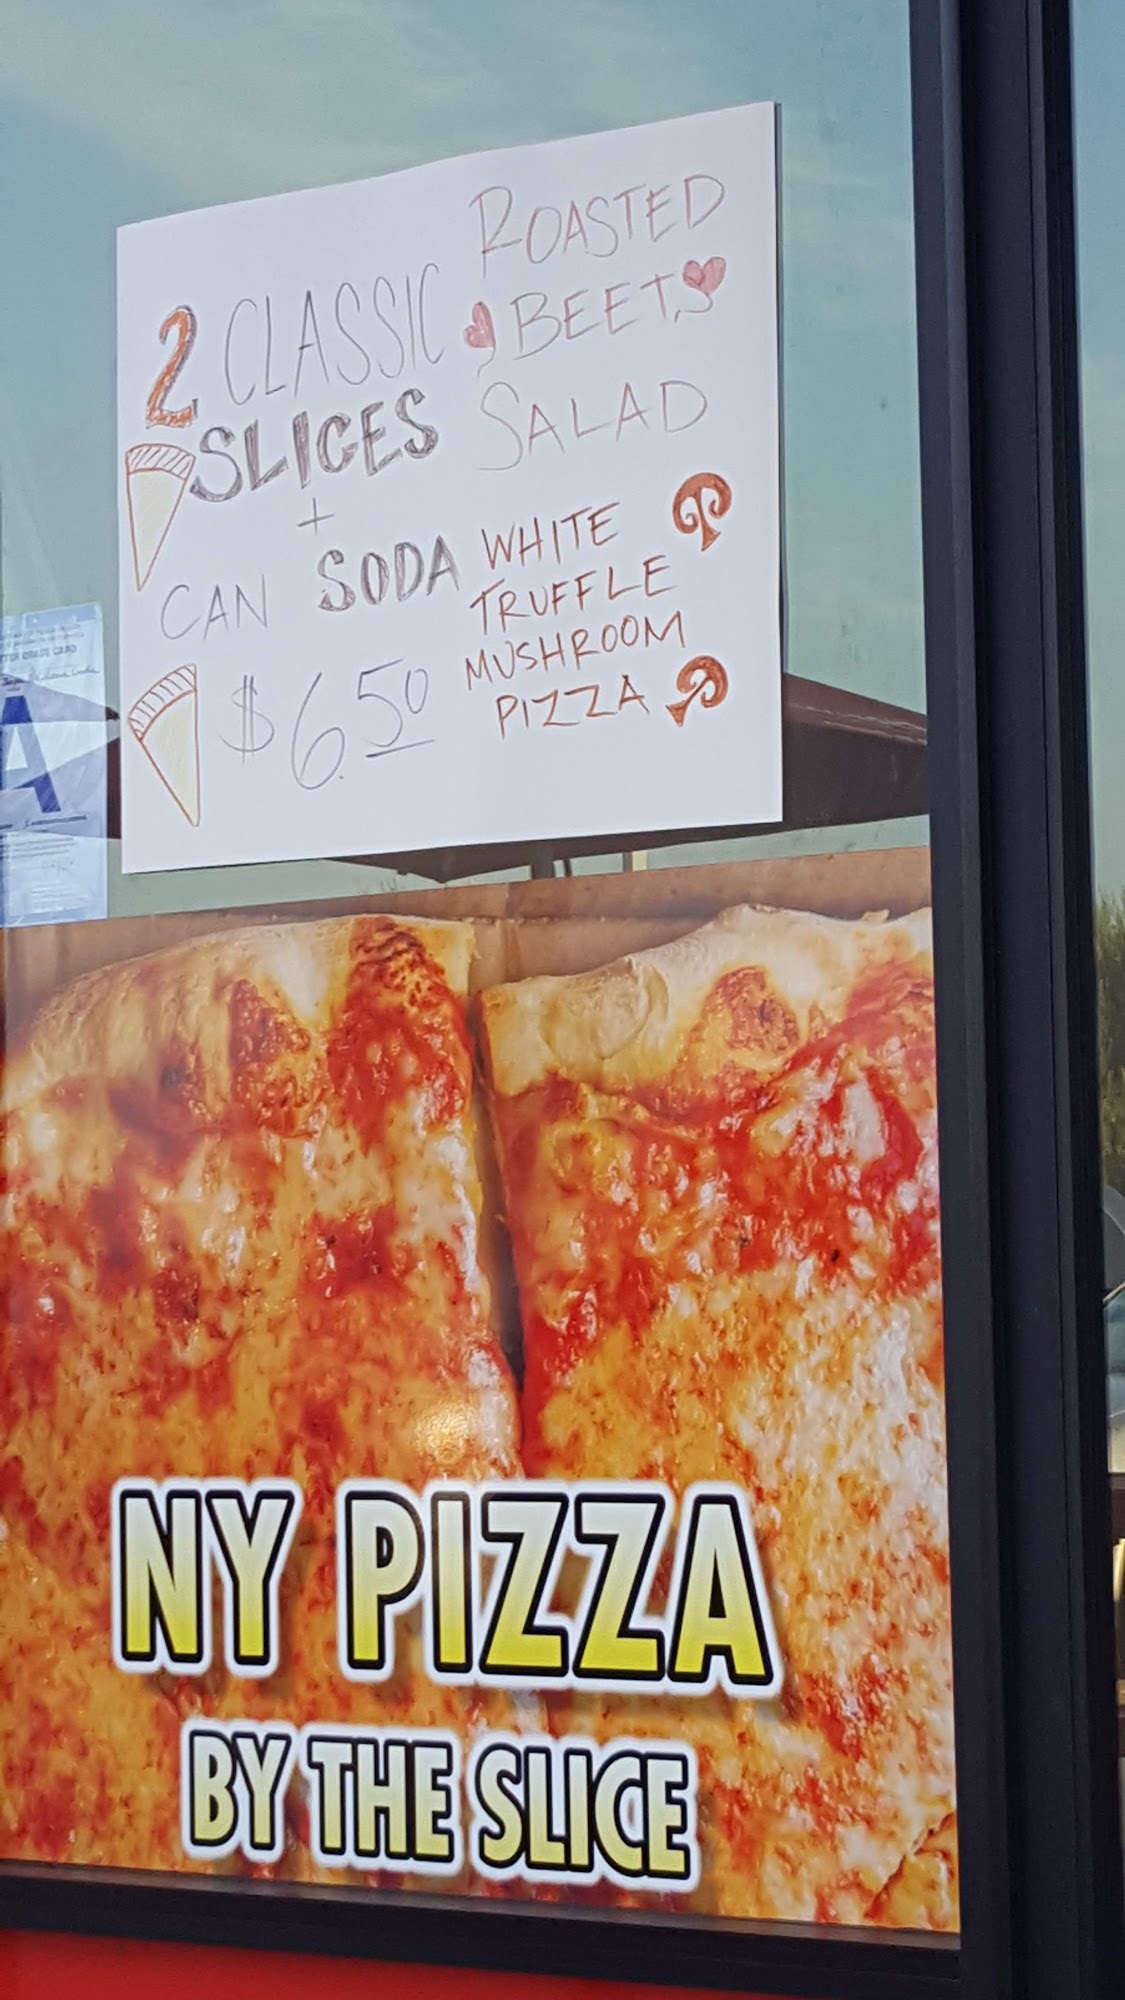 2 CLASSIC
SLICES
+
CAN SODA
$6.50
ROASTED
BEETS
SALAD
WHITE
TRUFFLE
MUSHROOM
PIZZA
A
NY PIZZA
BY THE SLICE